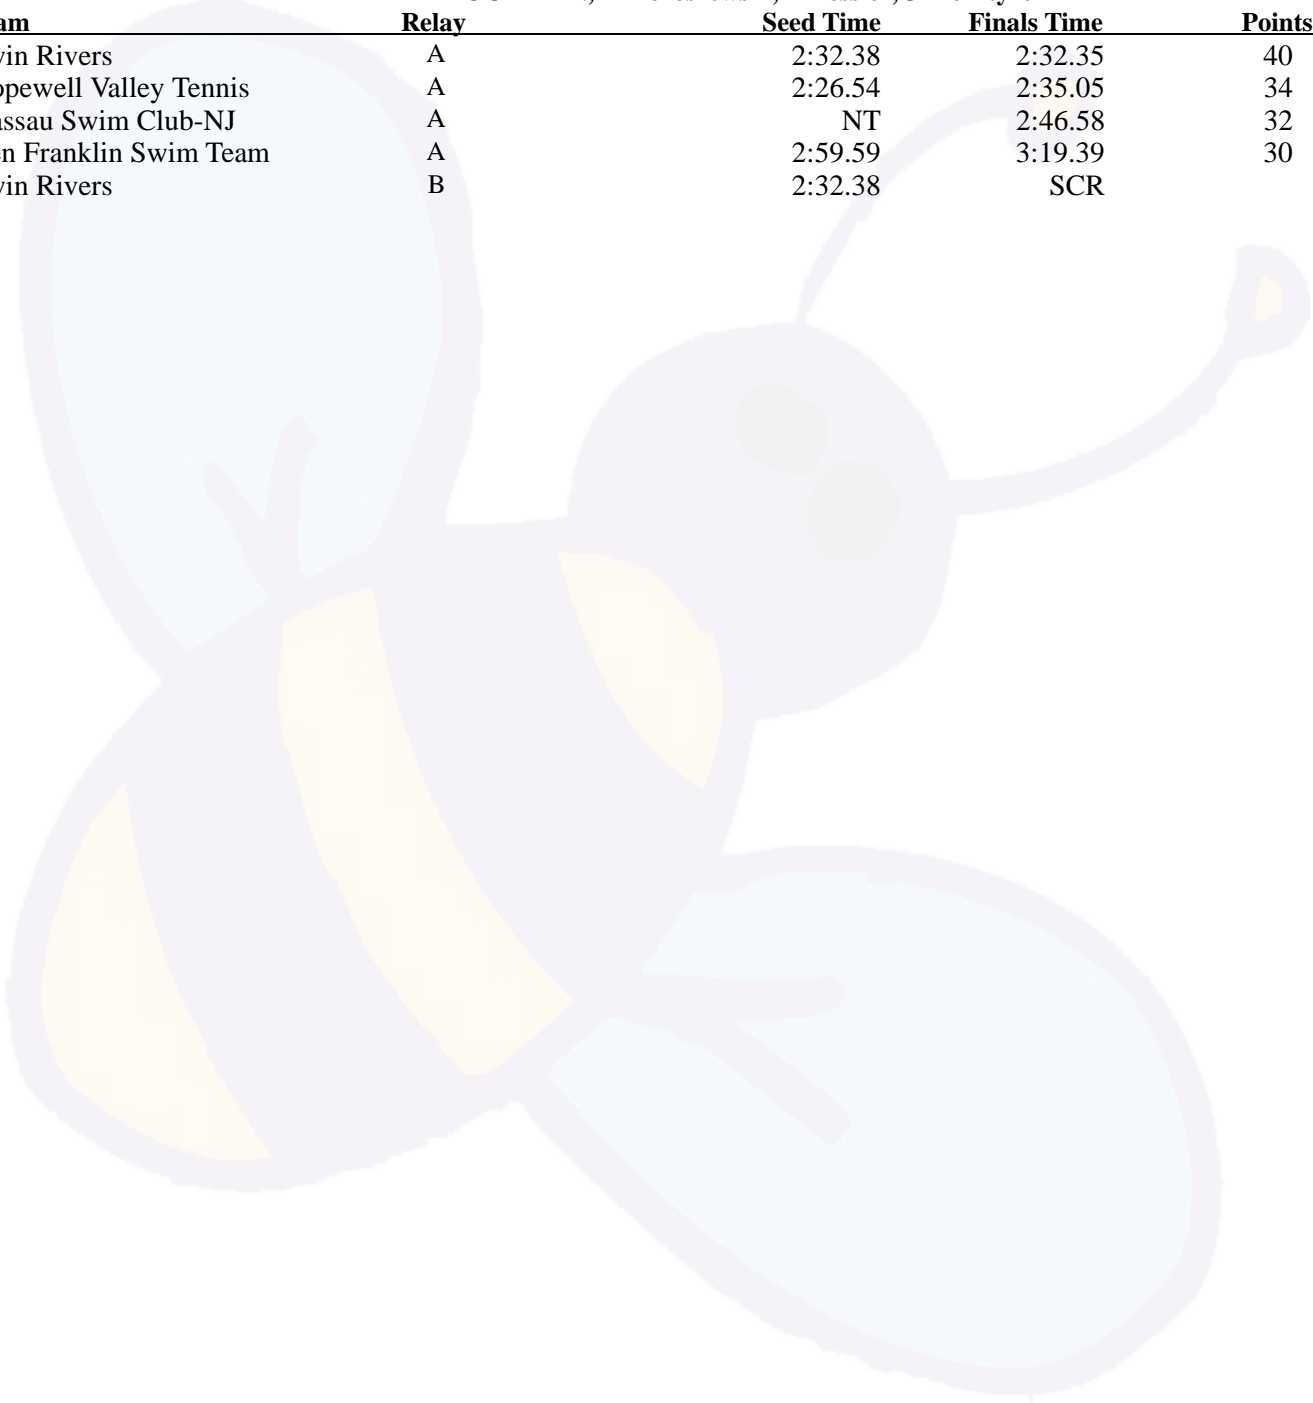 am Relay Seed Time Finals Time Points
vin Rivers A 2:32.38 2:32.35 40
opewell Valley Tennis A 2:26.54 2:35.05 34
assau Swim Club-NJ A NT 2:46.58 32
en Franklin Swim Team A 2:59.59 3:19.39 30
vin Rivers B 2:32.38 SCR